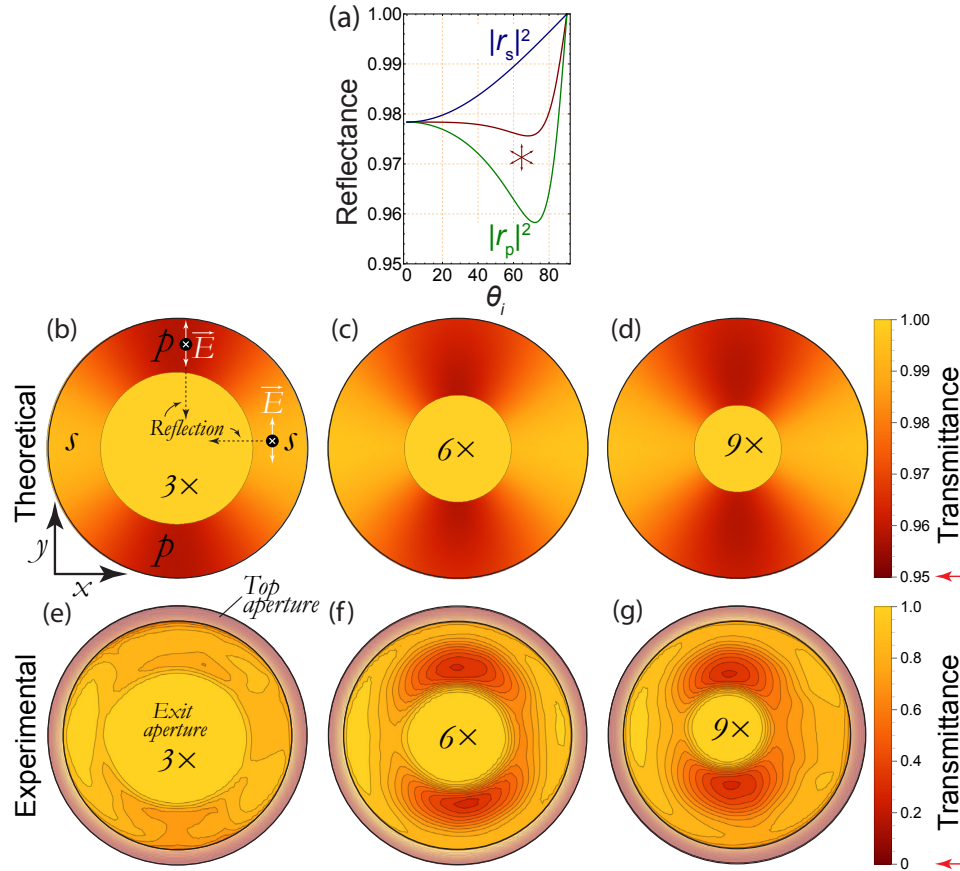 (a)
1.00
|rs|²
0.99
0.98
0.97
0.96
|rp|²
0.95
0 20 40 60 80
Reflectance
θi
(b)
p
E
E
Reflection
s
s
3×
p
y
x
(c)
6×
(d)
9×
1.00
0.99
0.98
0.97
0.96
0.95
Transmittance
Theoretical
(e)
Top
aperture
Exit
aperture
3×
(f)
6×
(g)
9×
1.0
0.8
0.6
0.4
0.2
0
Transmittance
Experimental